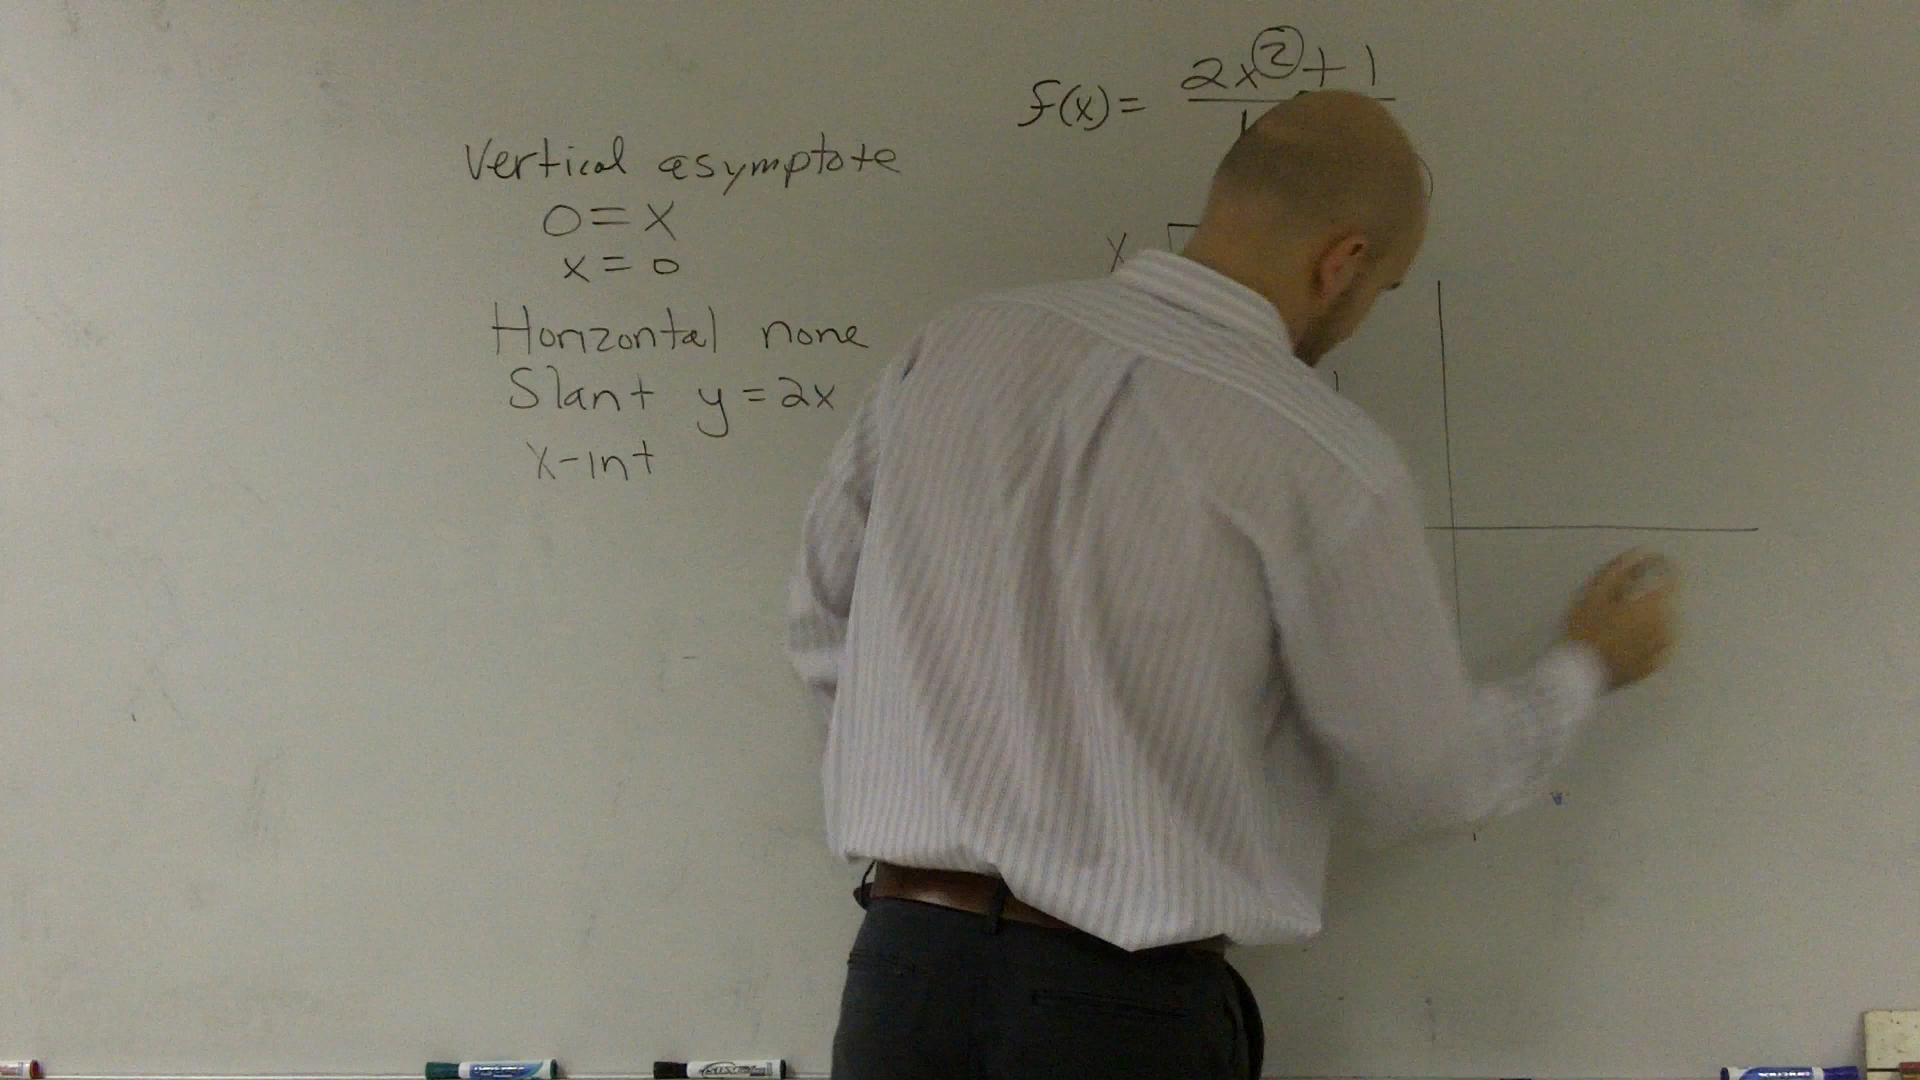 f(x) = 2x² + 1
Vertical asymptote
0 = x
x = 0
Horizontal none
Slant y = 2x
x-int
x